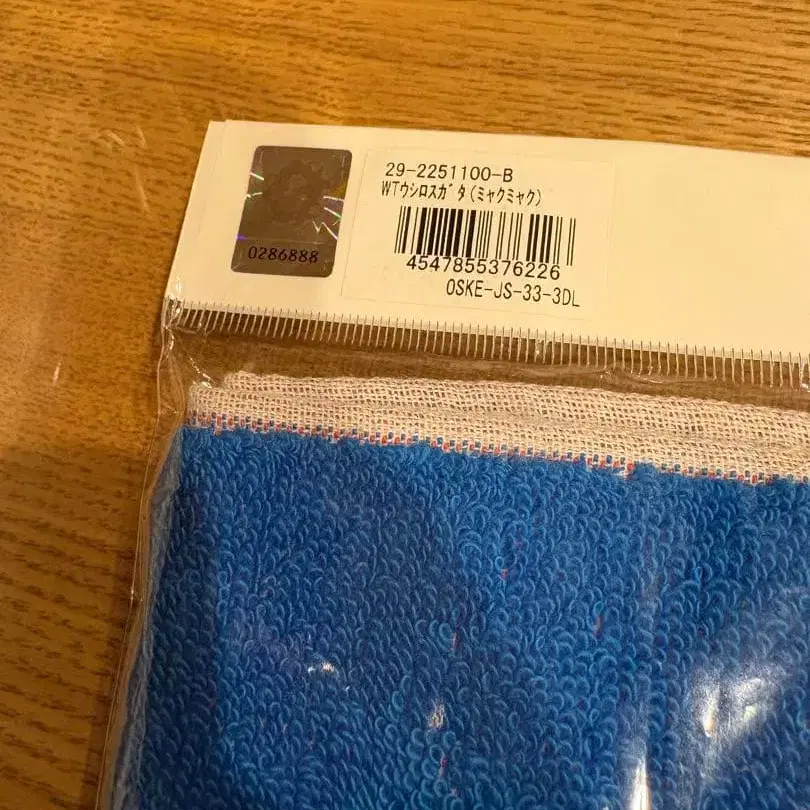 0286888
29-2251100-B
WTｳｼﾛｽｶﾞﾀ(ﾐｬｸﾐｬｸ)
4547855376226
OSKE-JS-33-3DL